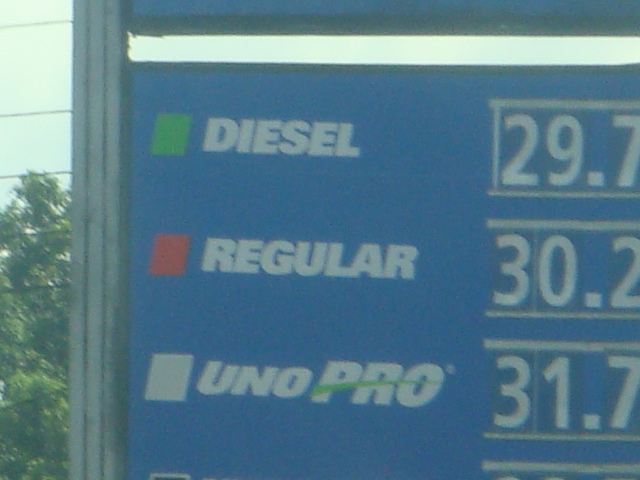 DIESEL 29.7
REGULAR 30.2
UNO PRO® 31.7